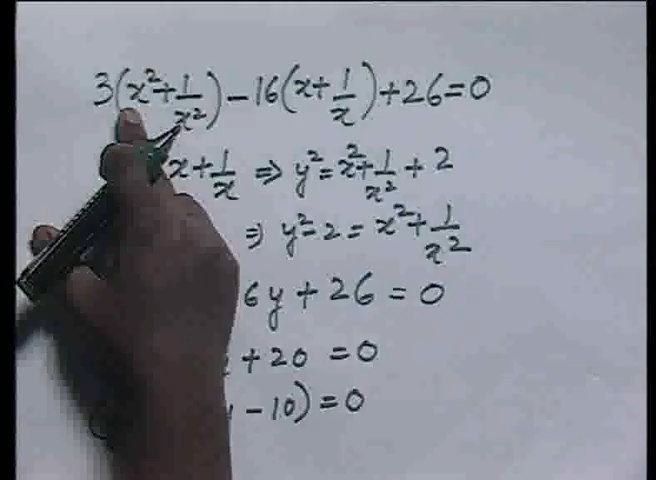 3(x²+1/x²)-16(x+1/x)+26=0
x+1/x ⇒ y²=x²+1/x²+2
⇒ y²-2=x²+1/x²
6y+26=0
+20=0
-10)=0